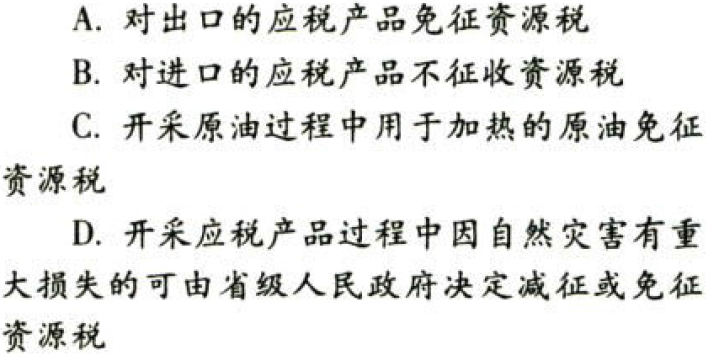 A. 对出口的应税产品免征资源税
B. 对进口的应税产品不征收资源税
C. 开采原油过程中用于加热的原油免征
资源税
D. 开采应税产品过程中因自然灾害有重
大损失的可由省级人民政府决定减征或免征
资源税